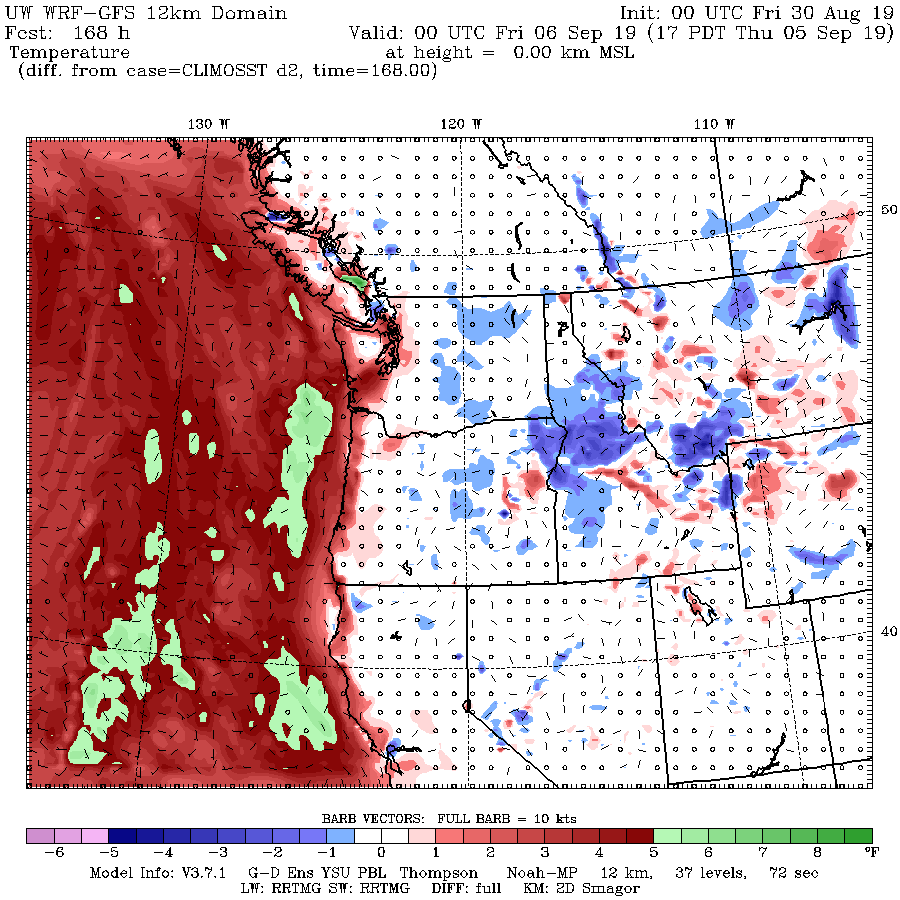 UW WRF-GFS 12km Domain Init: 00 UTC Fri 30 Aug 19
Fcst: 168 h Valid: 00 UTC Fri 06 Sep 19 (17 PDT Thu 05 Sep 19)
Temperature at height = 0.00 km MSL
(diff. from case=CLIMOSST d2, time=168.00)
130 W 120 W 110 W
50
40
BARB VECTORS: FULL BARB = 10 kts
-6 -5 -4 -3 -2 -1 0 1 2 3 4 5 6 7 8 °F
Model Info: V3.7.1 G-D Ens YSU PBL Thompson Noah-MP 12 km, 37 levels, 72 sec
LW: RRTMG SW: RRTMG DIFF: full KM: 2D Smagor